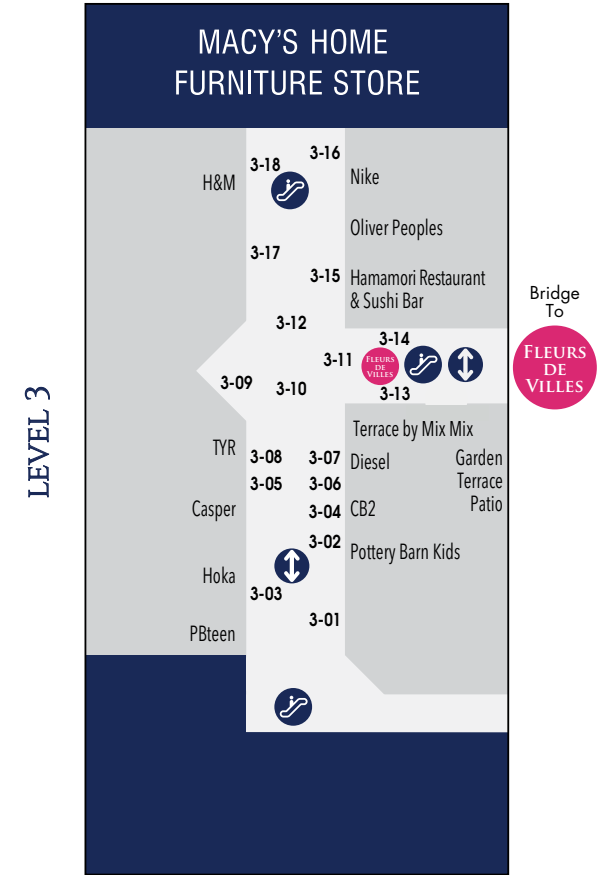 MACY'S HOME
FURNITURE STORE
3-16
3-18
H&M
Nike
Oliver Peoples
3-17
3-15
Hamamori Restaurant
& Sushi Bar
Bridge
To
3-12
3-14
3-11
FLEURS
DE
VILLES
FLEURS
DE
VILLES
3-09
3-10
3-13
LEVEL 3
Terrace by Mix Mix
TYR
3-08
3-07
Diesel
Garden
Terrace
Patio
3-05
3-06
Casper
3-04
CB2
3-02
Pottery Barn Kids
Hoka
3-03
3-01
PBteen